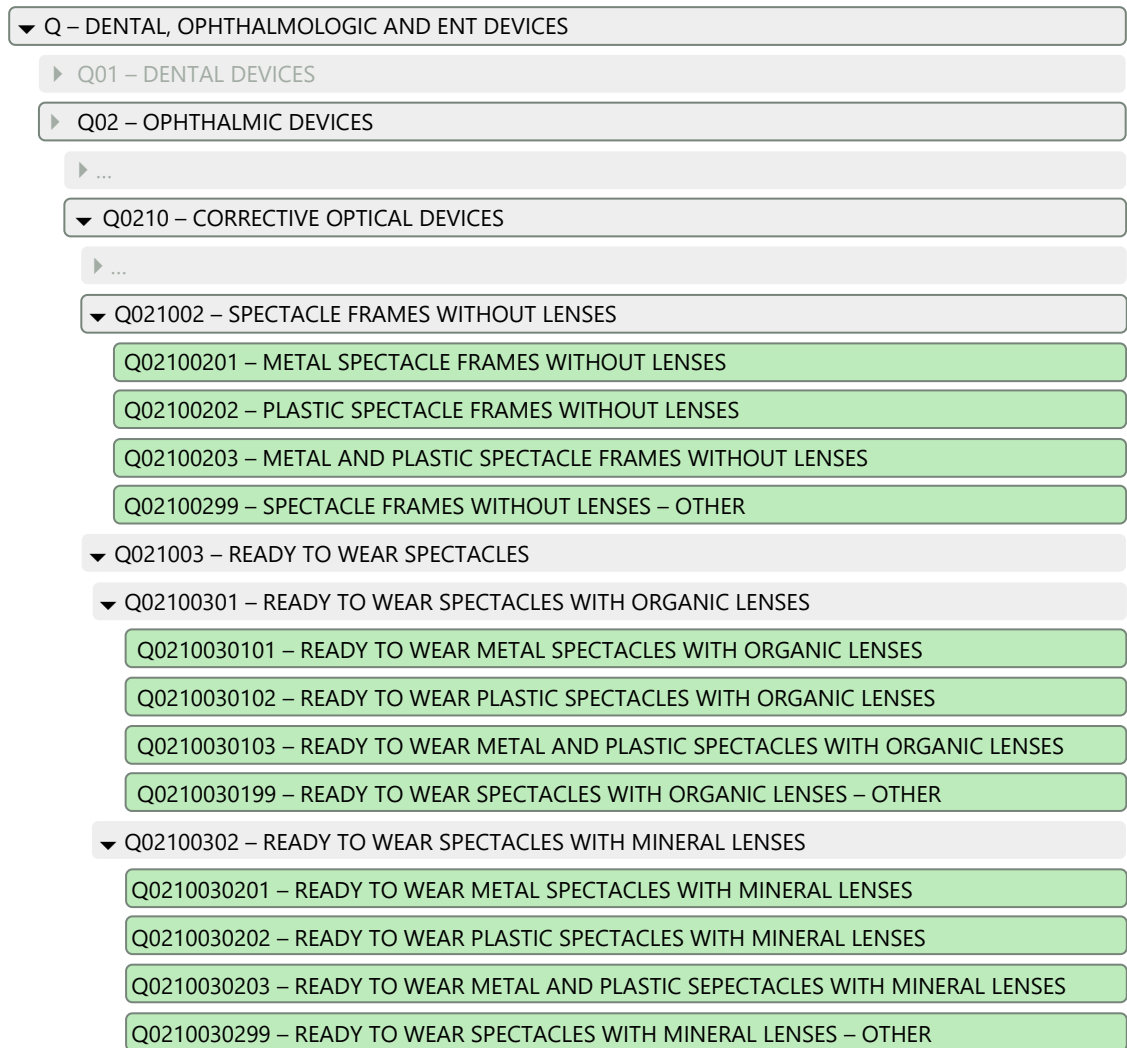 Q – DENTAL, OPHTHALMOLOGIC AND ENT DEVICES
Q01 – DENTAL DEVICES
Q02 – OPHTHALMIC DEVICES
...
Q0210 – CORRECTIVE OPTICAL DEVICES
...
Q021002 – SPECTACLE FRAMES WITHOUT LENSES
Q02100201 – METAL SPECTACLE FRAMES WITHOUT LENSES
Q02100202 – PLASTIC SPECTACLE FRAMES WITHOUT LENSES
Q02100203 – METAL AND PLASTIC SPECTACLE FRAMES WITHOUT LENSES
Q02100299 – SPECTACLE FRAMES WITHOUT LENSES – OTHER
Q021003 – READY TO WEAR SPECTACLES
Q02100301 – READY TO WEAR SPECTACLES WITH ORGANIC LENSES
Q0210030101 – READY TO WEAR METAL SPECTACLES WITH ORGANIC LENSES
Q0210030102 – READY TO WEAR PLASTIC SPECTACLES WITH ORGANIC LENSES
Q0210030103 – READY TO WEAR METAL AND PLASTIC SPECTACLES WITH ORGANIC LENSES
Q0210030199 – READY TO WEAR SPECTACLES WITH ORGANIC LENSES – OTHER
Q02100302 – READY TO WEAR SPECTACLES WITH MINERAL LENSES
Q0210030201 – READY TO WEAR METAL SPECTACLES WITH MINERAL LENSES
Q0210030202 – READY TO WEAR PLASTIC SPECTACLES WITH MINERAL LENSES
Q0210030203 – READY TO WEAR METAL AND PLASTIC SEPECTACLES WITH MINERAL LENSES
Q0210030299 – READY TO WEAR SPECTACLES WITH MINERAL LENSES – OTHER